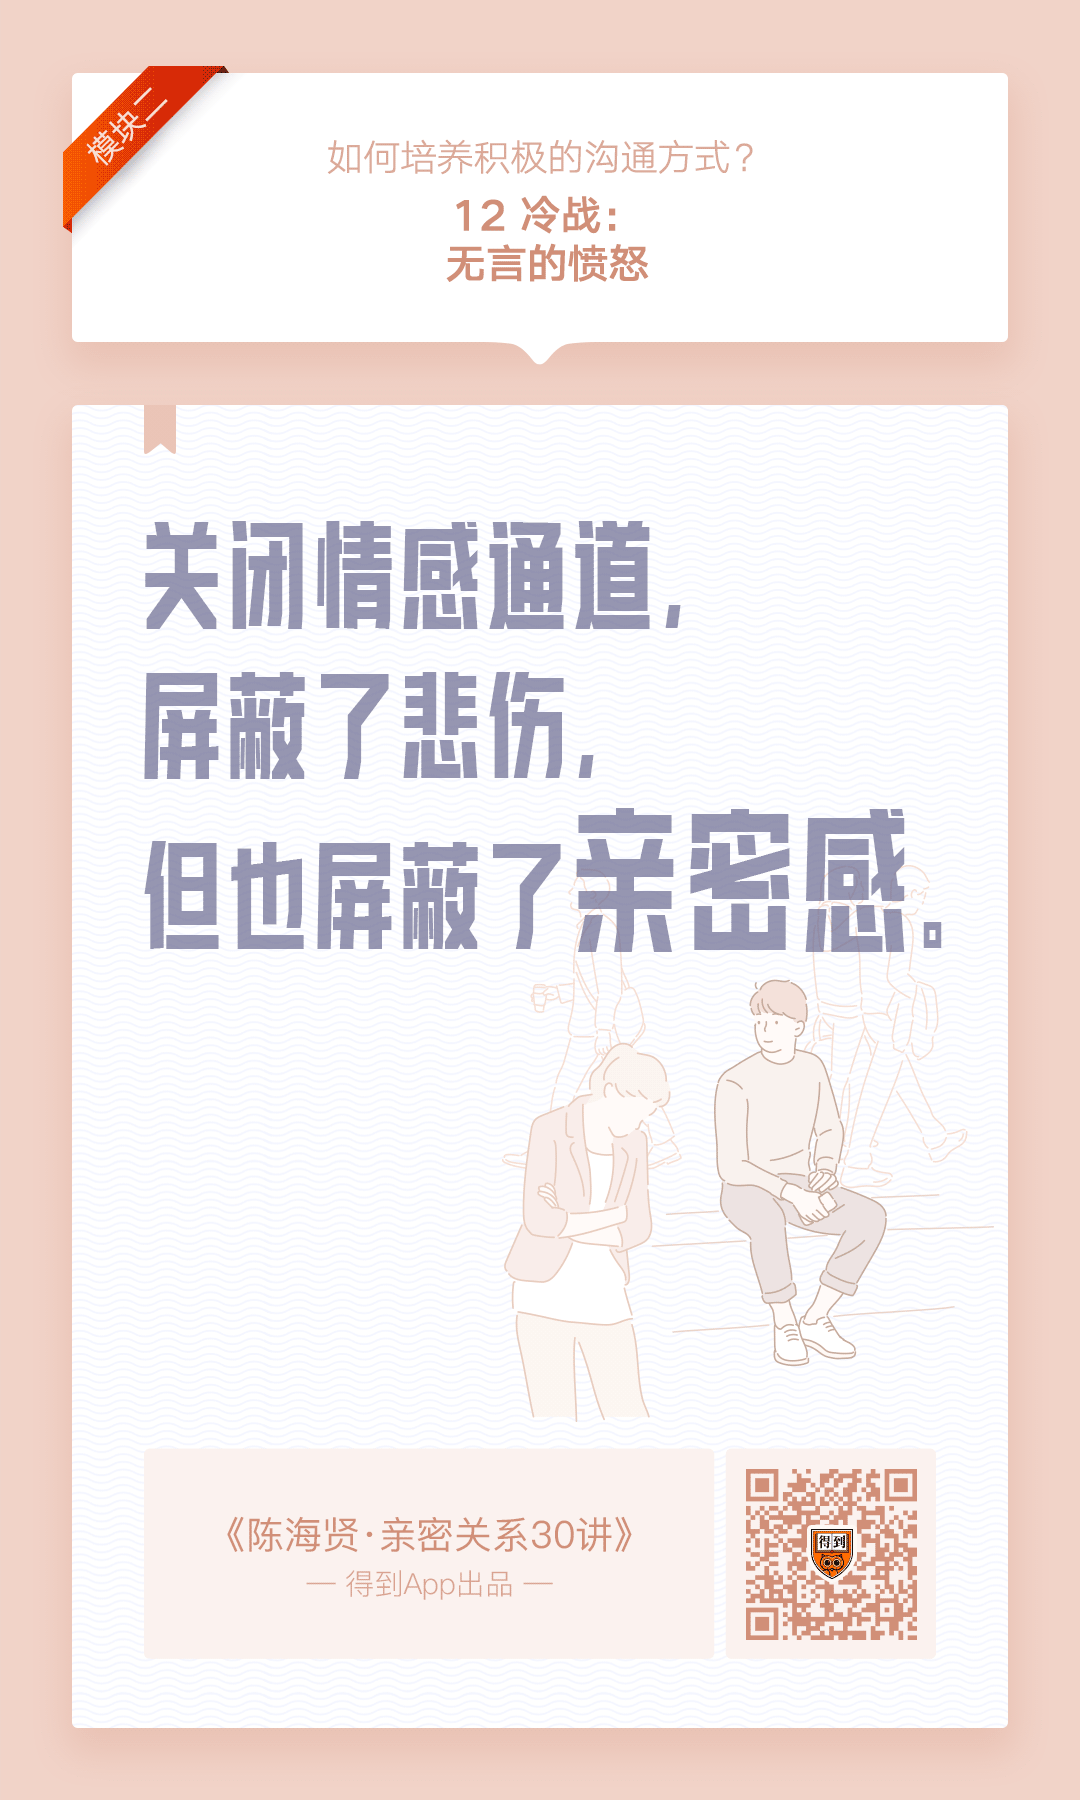 模块二
如何培养积极的沟通方式？
12 冷战：
无言的愤怒
关闭情感通道，
屏蔽了悲伤，
但也屏蔽了亲密感。
《陈海贤·亲密关系30讲》
— 得到App出品 —
得到